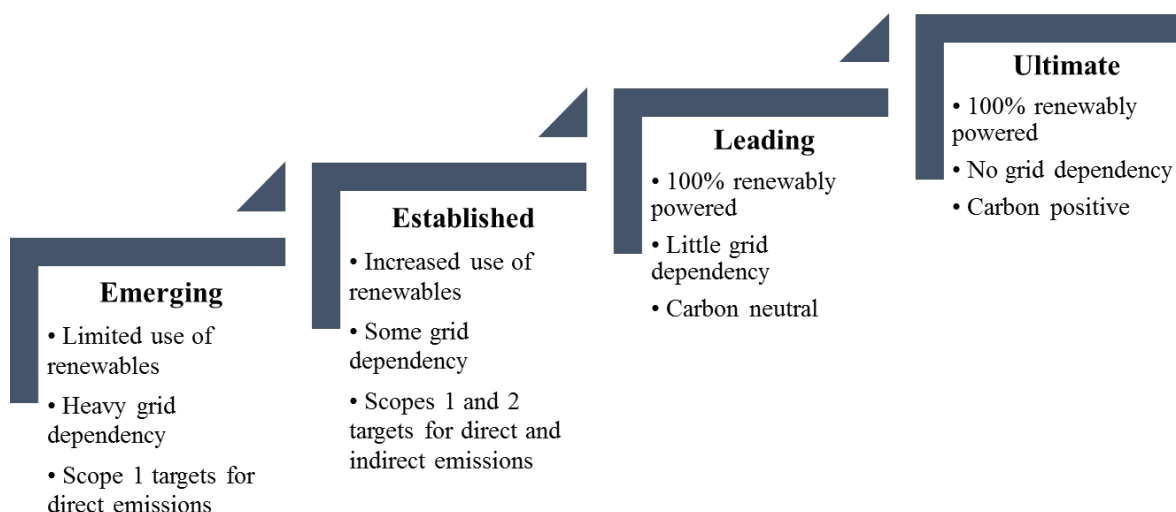 Emerging
• Limited use of
renewables
• Heavy grid
dependency
• Scope 1 targets for
direct emissions
Established
• Increased use of
renewables
• Some grid
dependency
• Scopes 1 and 2
targets for direct and
indirect emissions
Leading
• 100% renewably
powered
• Little grid
dependency
• Carbon neutral
Ultimate
• 100% renewably
powered
• No grid dependency
• Carbon positive